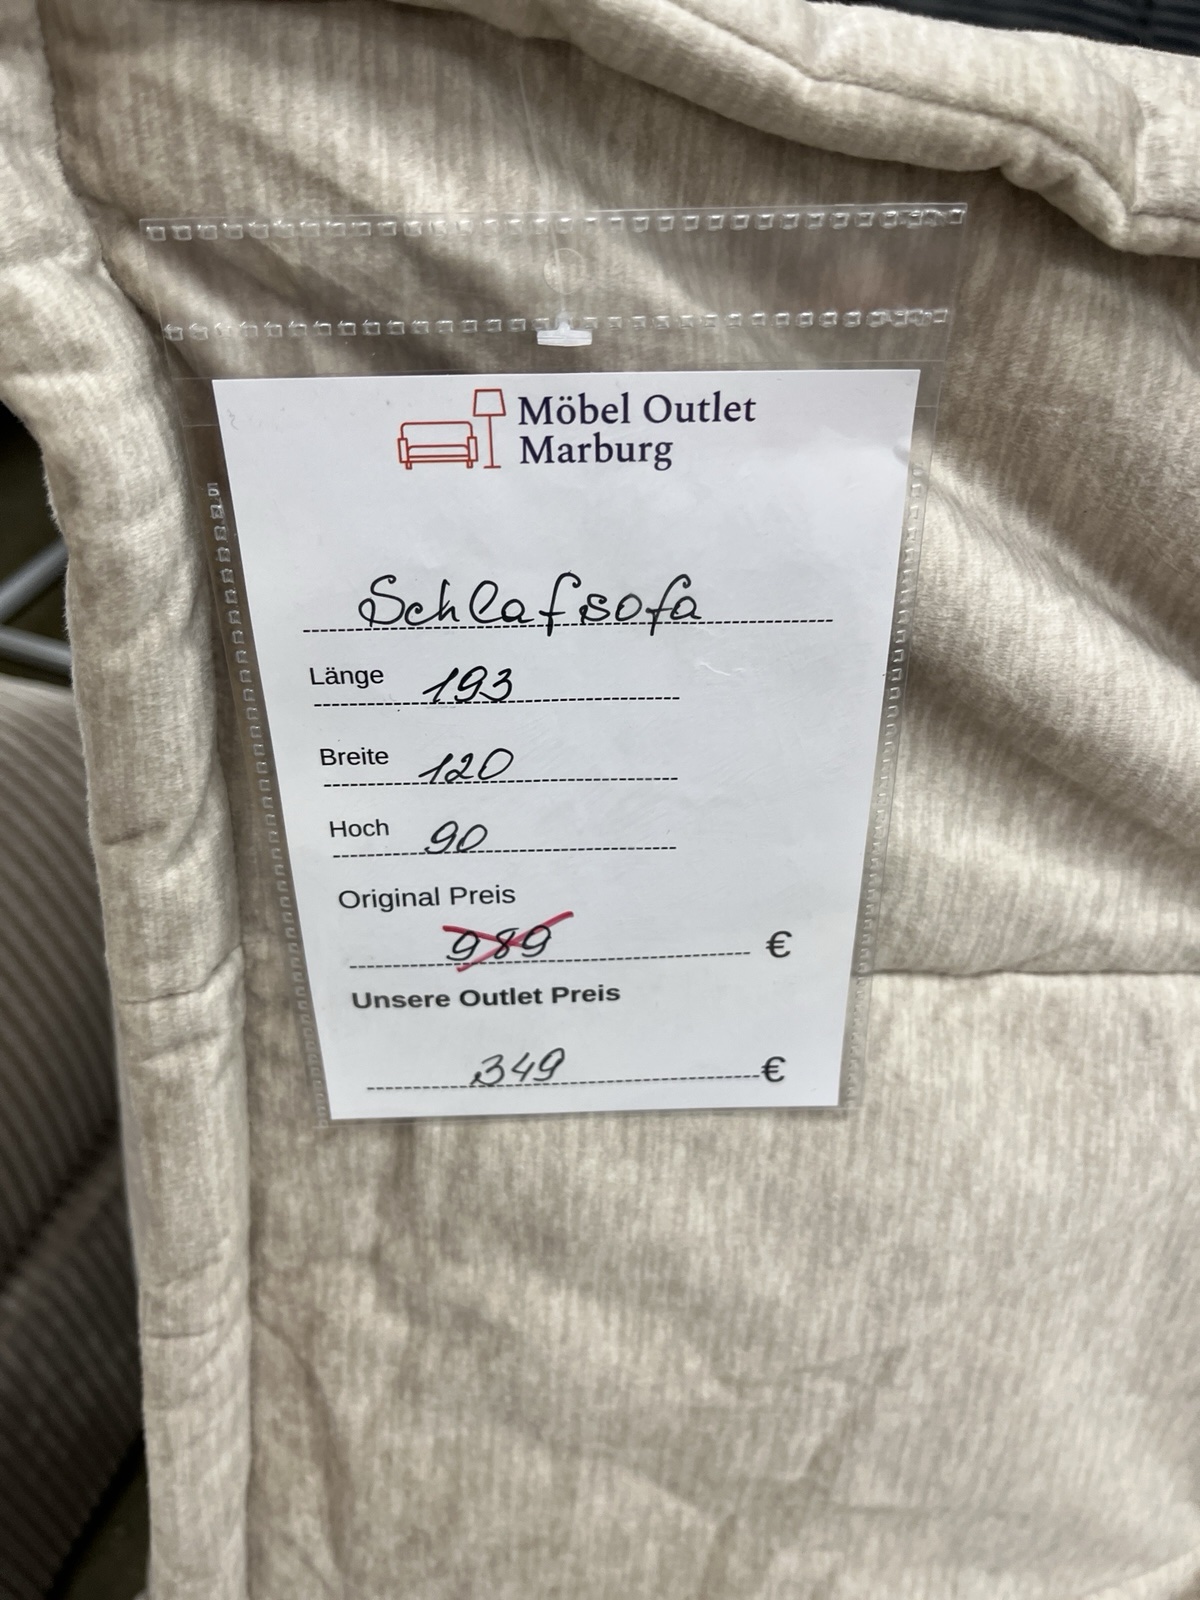 Möbel Outlet
Marburg
Schlafsofa
Länge 193
Breite 120
Hoch 90
Original Preis
989 €
Unsere Outlet Preis
349 €